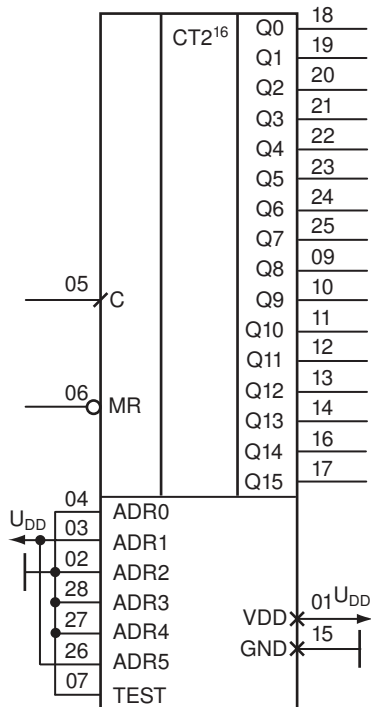 CT2¹⁶
Q0 18
Q1 19
Q2 20
Q3 21
Q4 22
Q5 23
Q6 24
Q7 25
Q8 09
05 C
Q9 10
Q10 11
Q11 12
Q12 13
06 MR
Q13 14
Q14 16
Q15 17
04 ADR0
UDD 03 ADR1
02 ADR2
28 ADR3
27 ADR4
VDD 01 UDD
26 ADR5
GND 15
07 TEST